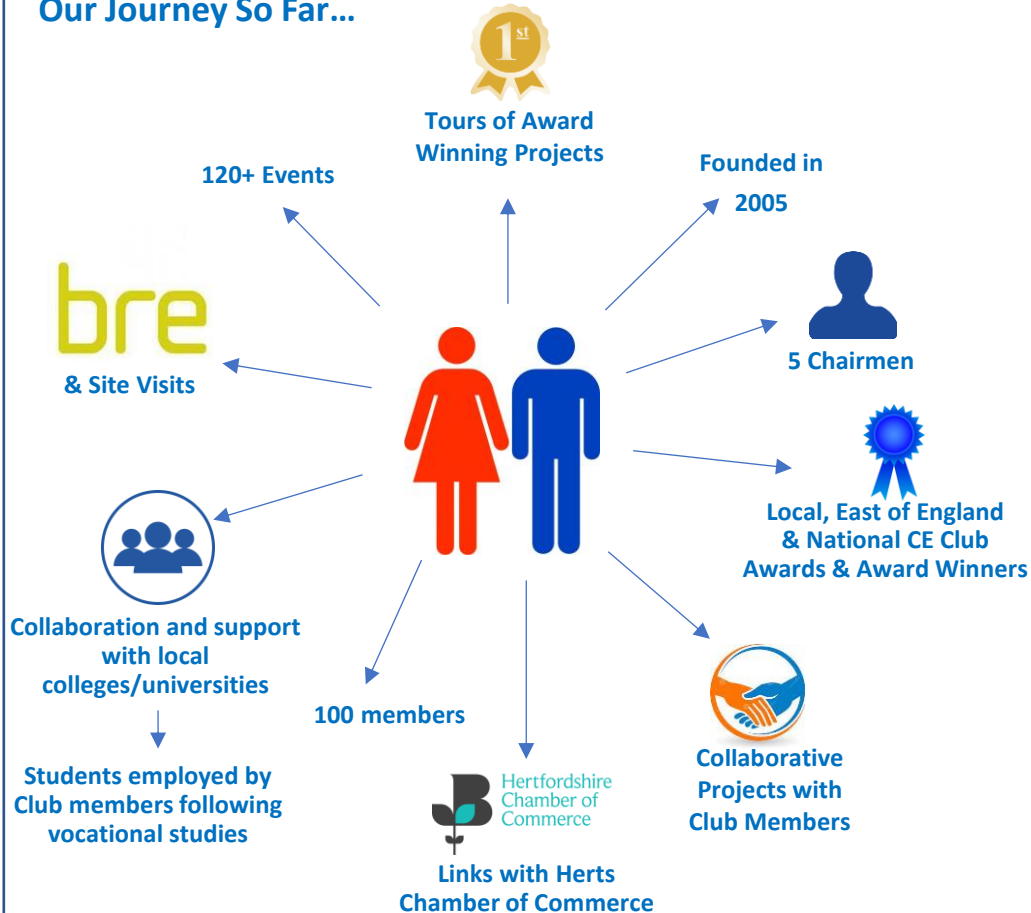 Our Journey So Far...
1st
Tours of Award
Winning Projects
Founded in
2005
120+ Events
bre
& Site Visits
5 Chairmen
Local, East of England
& National CE Club
Awards & Award Winners
Collaboration and support
with local
colleges/universities
Students employed by
Club members following
vocational studies
100 members
Hertfordshire
Chamber of
Commerce
Links with Herts
Chamber of Commerce
Collaborative
Projects with
Club Members